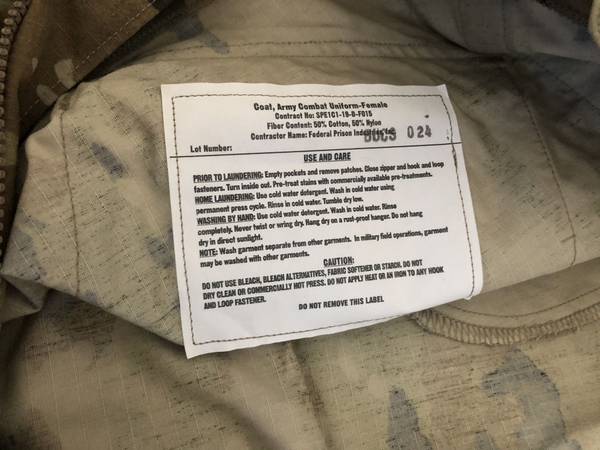 Coat, Army Combat Uniform-Female
Contract No: SPE1C1-19-D-F015
Fiber Content: 50% Cotton, 50% Nylon
Contractor Name: Federal Prison
024
Lot Number:
USE AND CARE
PRIOR TO LAUNDERING: Empty pockets and remove patches. Close zipper and hook and loop
fasteners. Turn inside out. Pre-treat stains with commercially available pre-treatments.
HOME LAUNDERING: Use cold water detergent. Wash in cold water using
permanent press cycle. Rinse in cold water. Tumble dry low.
WASHING BY HAND: Use cold water detergent. Wash in cold water. Rinse
completely. Never twist or wring dry. Hang dry on a rust-proof hanger. Do not hang
dry in direct sunlight.
NOTE: Wash garment separate from other garments. In military field operations, garment
may be washed with other garments.
CAUTION:
DO NOT USE BLEACH, BLEACH ALTERNATIVES, FABRIC SOFTENER OR STARCH. DO NOT
DRY CLEAN OR COMMERCIALLY HOT PRESS. DO NOT APPLY HEAT OR AN IRON TO ANY HOOK
AND LOOP FASTENER.
DO NOT REMOVE THIS LABEL